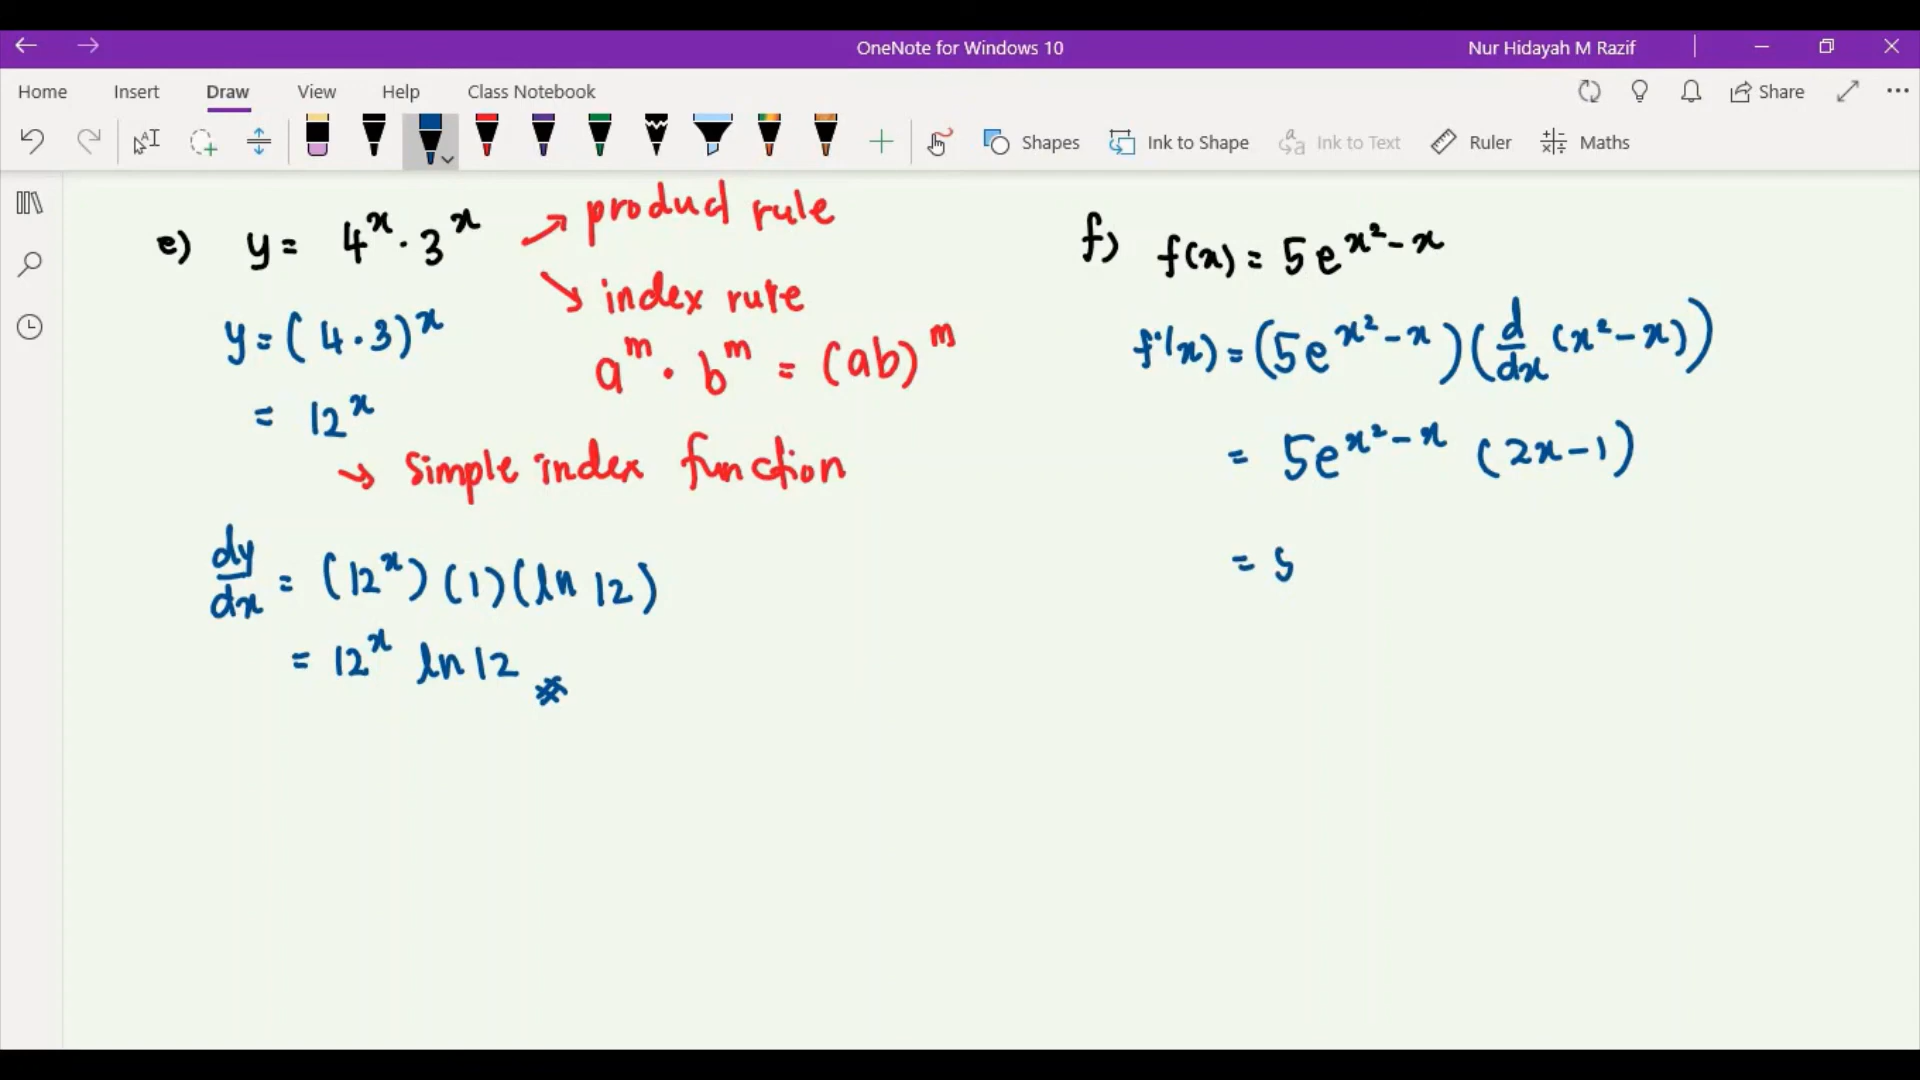 OneNote for Windows 10
Nur Hidayah M Razif
Home Insert Draw View Help Class Notebook Share
Shapes Ink to Shape Ink to Text Ruler Maths
e) y = 4^x · 3^x → product rule
↘ index rule
y = (4 · 3)^x
a^m · b^m = (ab)^m
= 12^x
→ simple index function
dy/dx = (12^x)(1)(ln 12)
= 12^x ln 12
f) f(x) = 5e^{x² - x}
f'(x) = (5e^{x² - x})(d/dx (x² - x))
= 5e^{x² - x} (2x - 1)
= 5